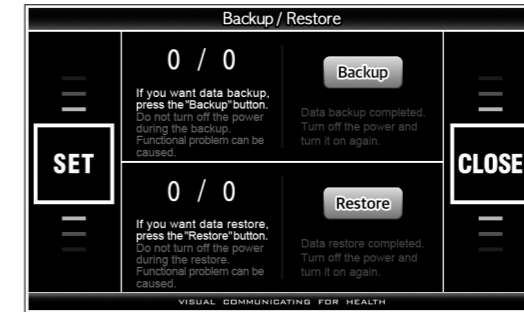 Backup / Restore
SET
0 / 0
If you want data backup,
press the "Backup" button.
Do not turn off the power
during the backup.
Functional problem can be
caused.
Backup
Data backup completed.
Turn off the power and
turn it on again.
0 / 0
If you want data restore,
press the "Restore" button.
Do not turn off the power
during the restore.
Functional problem can be
caused.
Restore
Data restore completed.
Turn off the power and
turn it on again.
CLOSE
VISUAL COMMUNICATING FOR HEALTH